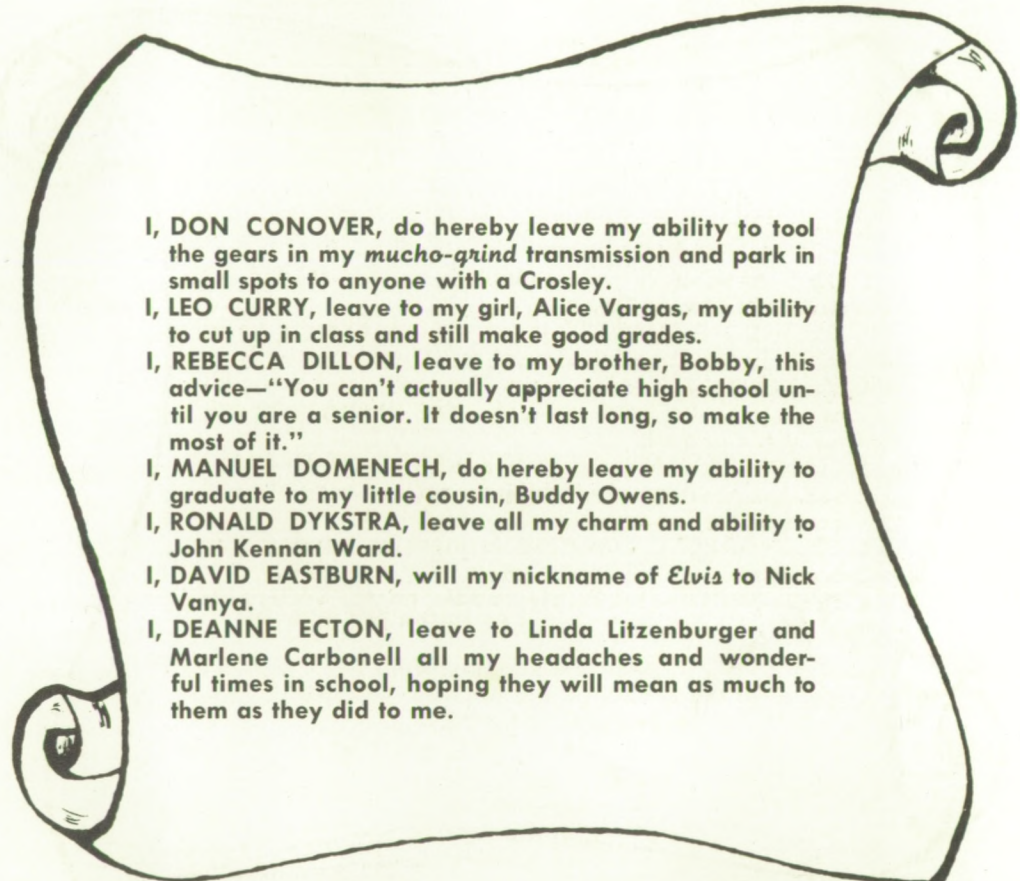 I, DON CONOVER, do hereby leave my ability to tool
the gears in my mucho-grind transmission and park in
small spots to anyone with a Crosley.
I, LEO CURRY, leave to my girl, Alice Vargas, my ability
to cut up in class and still make good grades.
I, REBECCA DILLON, leave to my brother, Bobby, this
advice—“You can’t actually appreciate high school un-
til you are a senior. It doesn’t last long, so make the
most of it.”
I, MANUEL DOMENECH, do hereby leave my ability to
graduate to my little cousin, Buddy Owens.
I, RONALD DYKSTRA, leave all my charm and ability to
John Kennan Ward.
I, DAVID EASTBURN, will my nickname of Elvis to Nick
Vanya.
I, DEANNE ECTON, leave to Linda Litzenburger and
Marlene Carbonell all my headaches and wonder-
ful times in school, hoping they will mean as much to
them as they did to me.